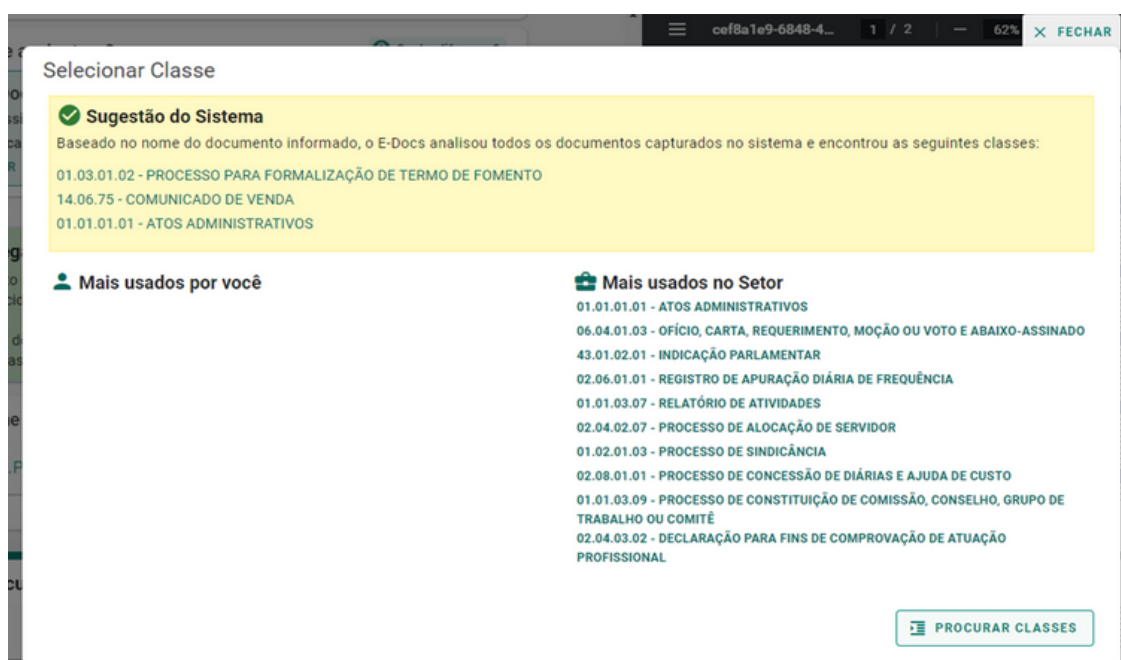 cef8a1e9-6848-4... 1 / 2 62% FECHAR
Selecionar Classe
Sugestão do Sistema
Baseado no nome do documento informado, o E-Docs analisou todos os documentos capturados no sistema e encontrou as seguintes classes:
01.03.01.02 - PROCESSO PARA FORMALIZAÇÃO DE TERMO DE FOMENTO
14.06.75 - COMUNICADO DE VENDA
01.01.01.01 - ATOS ADMINISTRATIVOS
Mais usados por você
Mais usados no Setor
01.01.01.01 - ATOS ADMINISTRATIVOS
06.04.01.03 - OFÍCIO, CARTA, REQUERIMENTO, MOÇÃO OU VOTO E ABAIXO-ASSINADO
43.01.02.01 - INDICAÇÃO PARLAMENTAR
02.06.01.01 - REGISTRO DE APURAÇÃO DIÁRIA DE FREQUÊNCIA
01.01.03.07 - RELATÓRIO DE ATIVIDADES
02.04.02.07 - PROCESSO DE ALOCAÇÃO DE SERVIDOR
01.02.01.03 - PROCESSO DE SINDICÂNCIA
02.08.01.01 - PROCESSO DE CONCESSÃO DE DIÁRIAS E AJUDA DE CUSTO
01.01.03.09 - PROCESSO DE CONSTITUIÇÃO DE COMISSÃO, CONSELHO, GRUPO DE
TRABALHO OU COMITÊ
02.04.03.02 - DECLARAÇÃO PARA FINS DE COMPROVAÇÃO DE ATUAÇÃO
PROFISSIONAL
PROCURAR CLASSES